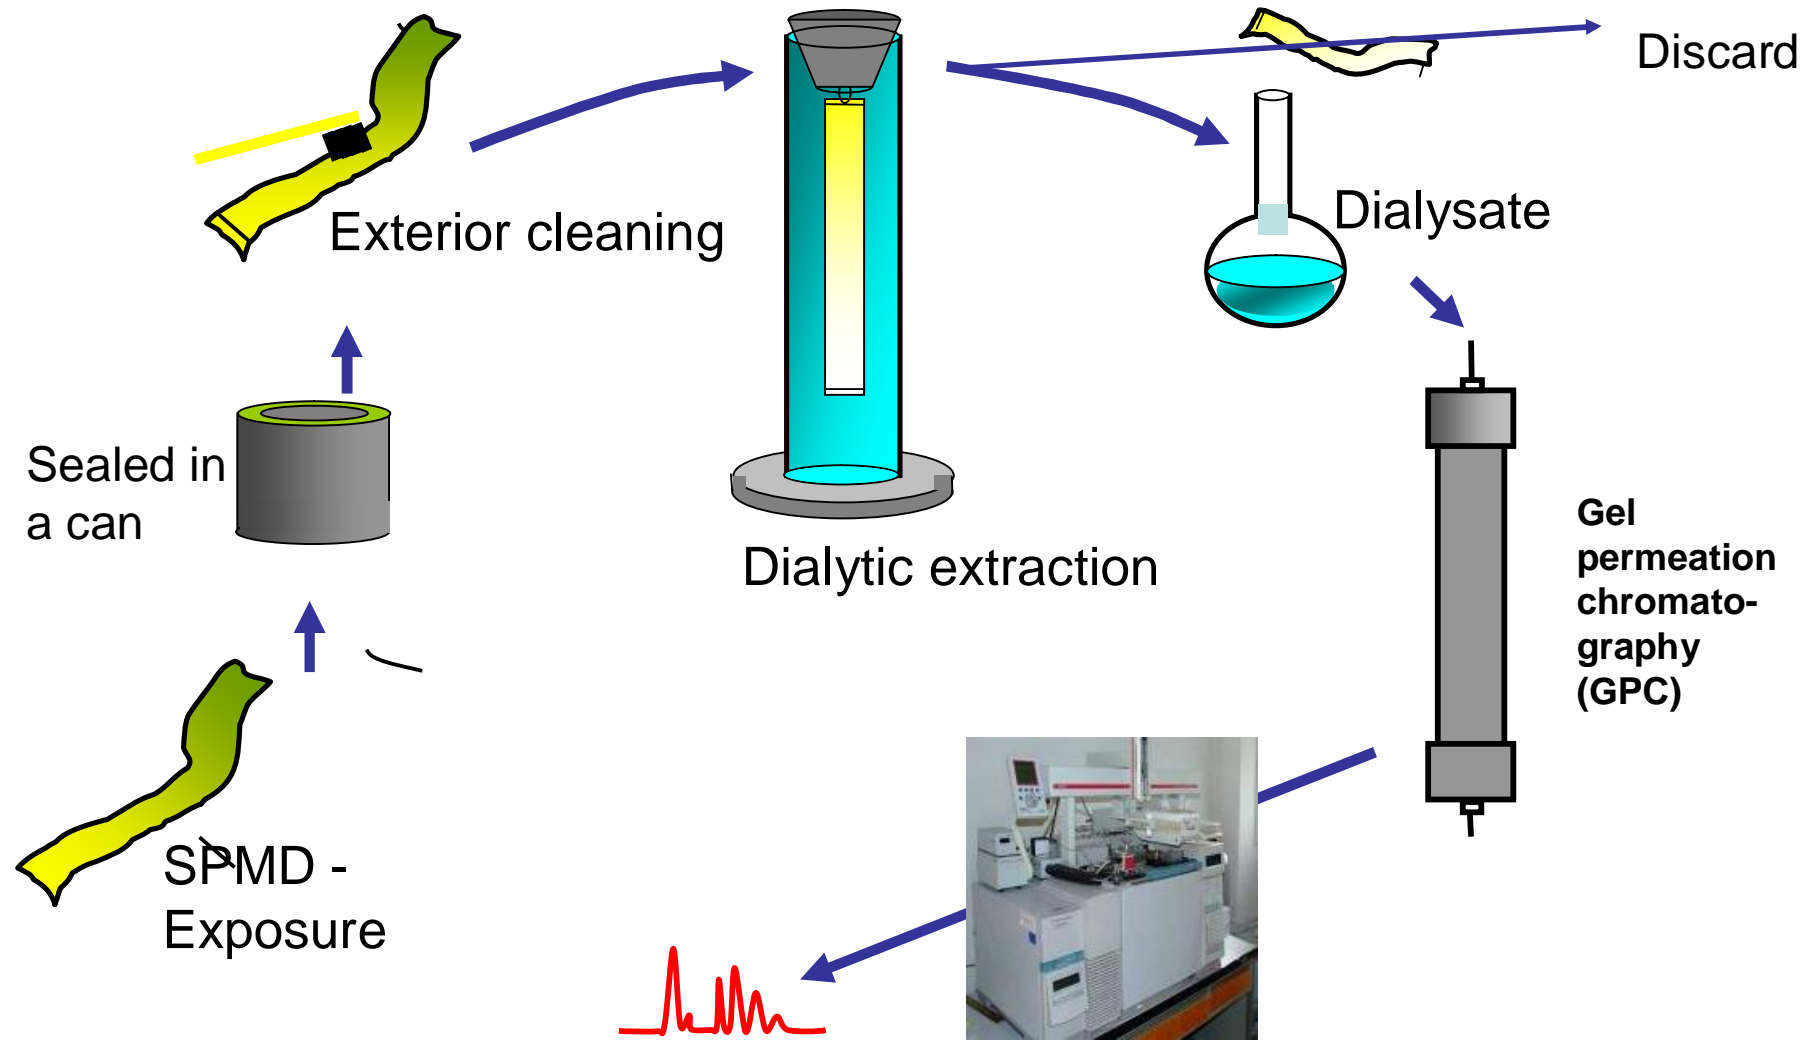 Discard
Dialysate
Exterior cleaning
Sealed in
a can
Dialytic extraction
Gel
permeation
chromato-
graphy
(GPC)
SPMD -
Exposure